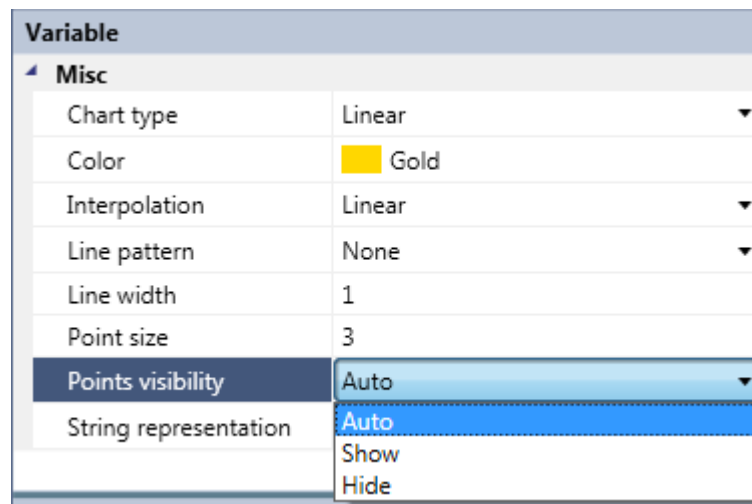 Variable
Misc
Chart type Linear
Color Gold
Interpolation Linear
Line pattern None
Line width 1
Point size 3
Points visibility Auto
String representation Auto
Show
Hide